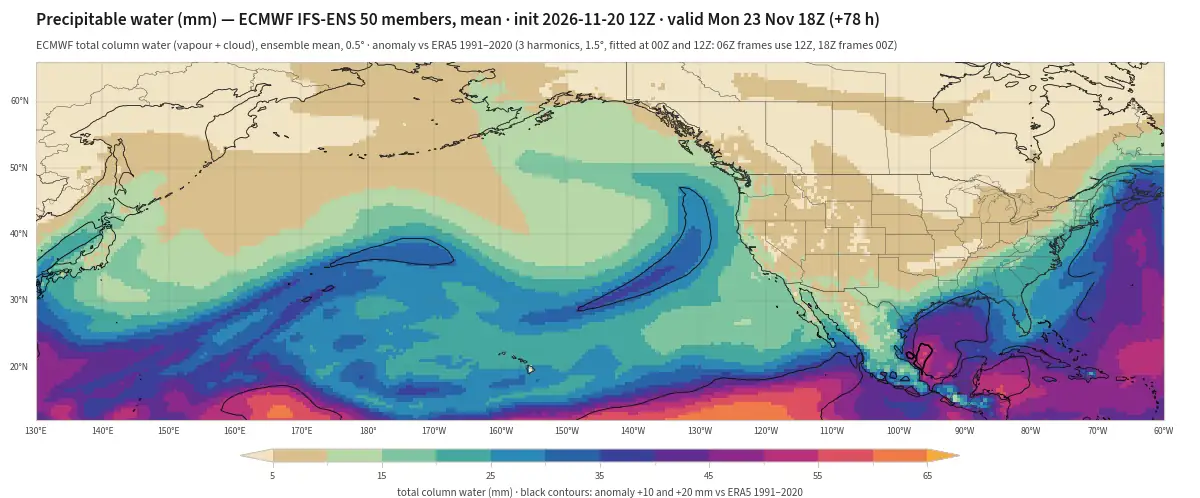 Precipitable water (mm) — ECMWF IFS-ENS 50 members, mean · init 2026-11-20 12Z · valid Mon 23 Nov 18Z (+78 h)
ECMWF total column water (vapour + cloud), ensemble mean, 0.5° · anomaly vs ERA5 1991–2020 (3 harmonics, 1.5°, fitted at 00Z and 12Z: 06Z frames use 12Z, 18Z frames 00Z)
60°N
50°N
40°N
30°N
20°N
130°E 140°E 150°E 160°E 170°E 180° 170°W 160°W 150°W 140°W 130°W 120°W 110°W 100°W 90°W 80°W 70°W 60°W
5 15 25 35 45 55 65
total column water (mm) · black contours: anomaly +10 and +20 mm vs ERA5 1991–2020